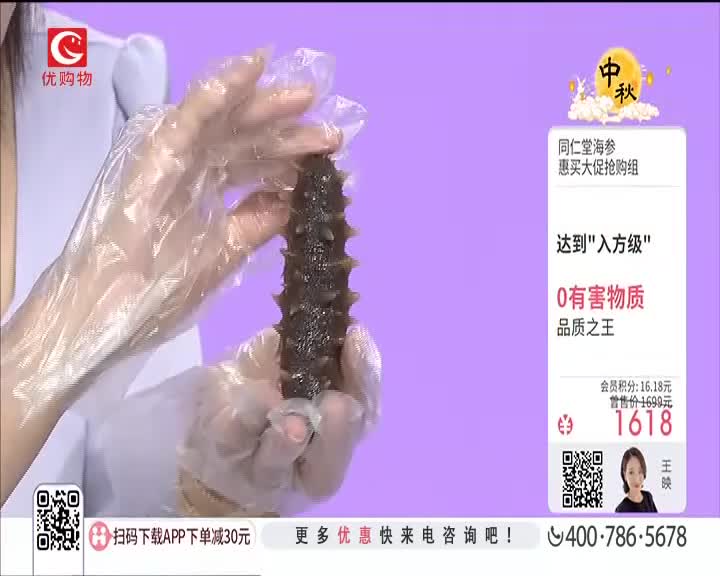 优购物
中秋
同仁堂海参
惠买大促抢购组
达到"入方级"
0有害物质
品质之王
会员积分: 16.18元
曾售价 1699元
1618
王映
扫码下载APP下单减30元
更多优惠快来电咨询吧!
400·786·5678